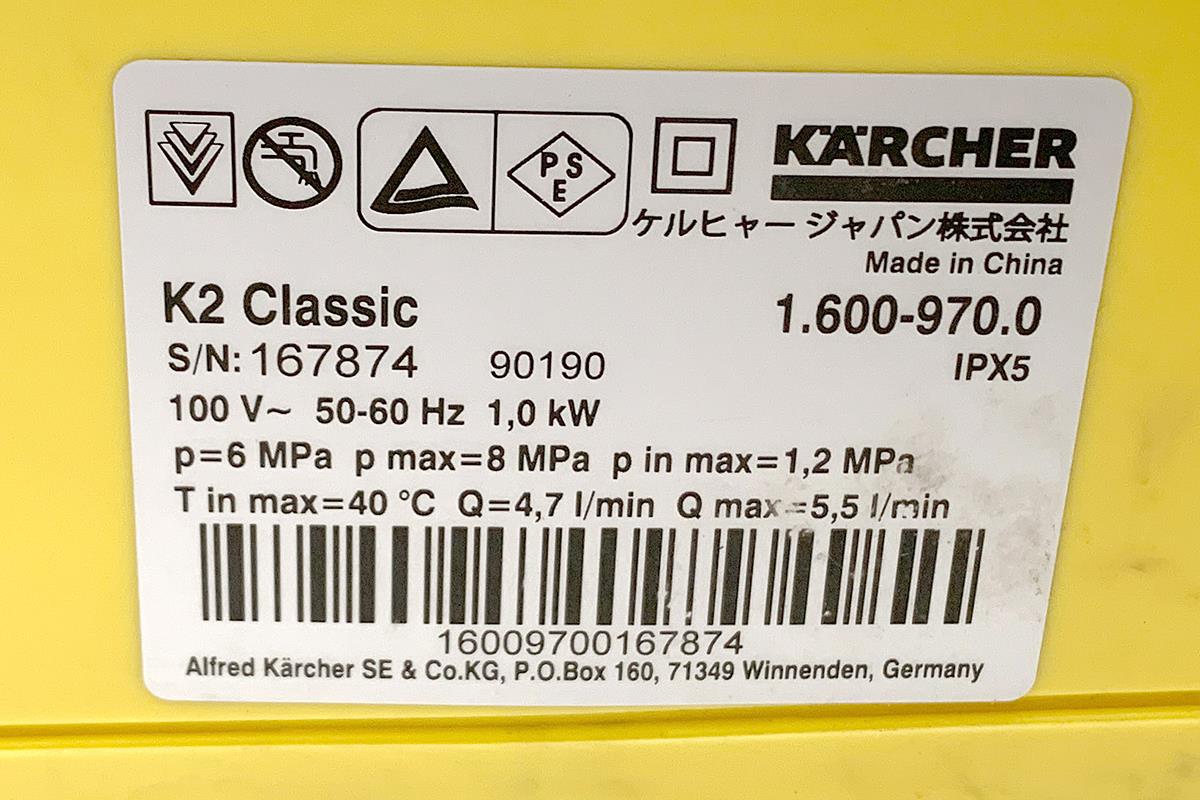 PSE
KÄRCHER
ケルヒャー ジャパン株式会社
Made in China
K2 Classic 1.600-970.0
S/N: 167874 90190 IPX5
100 V~ 50-60 Hz 1,0 kW
p=6 MPa p max=8 MPa p in max=1,2 MPa
T in max=40 °C Q=4,7 l/min Q max=5,5 l/min
16009700167874
Alfred Kärcher SE & Co.KG, P.O.Box 160, 71349 Winnenden, Germany